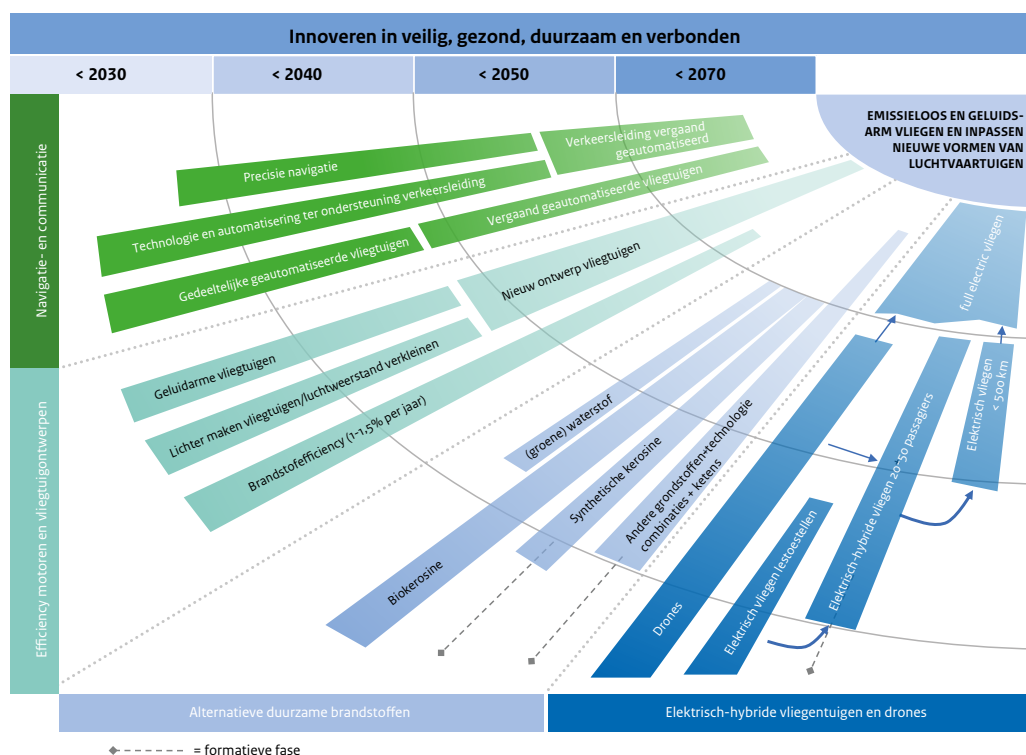 Innoveren in veilig, gezond, duurzaam en verbonden
< 2030
< 2040
< 2050
< 2070
EMISSIELOOS EN GELUIDS-
ARM VLIEGEN EN INPASSEN
NIEUWE VORMEN VAN
LUCHTVAARTUIGEN
Navigatie- en communicatie
Precisie navigatie
Verkeersleiding vergaand
geautomatiseerd
Technologie en automatisering ter ondersteuning verkeersleiding
Vergaand geautomatiseerde vliegtuigen
Gedeeltelijke geautomatiseerde vliegtuigen
Efficiency motoren en vliegtuigontwerpen
Geluidarme vliegtuigen
Nieuw ontwerp vliegtuigen
Lichter maken vliegtuigen/luchtweerstand verkleinen
Brandstofefficiency (1-1,5% per jaar)
(groene) waterstof
Biokerosine
Synthetische kerosine
Andere grondstoffen+technologie
combinaties + ketens
Drones
Elektrisch vliegen lestoestellen
Elektrisch-hybride vliegen 20-50 passagiers
Elektrisch vliegen
< 500 km
full electric vliegen
Alternatieve duurzame brandstoffen
Elektrisch-hybride vliegentuigen en drones
= formatieve fase